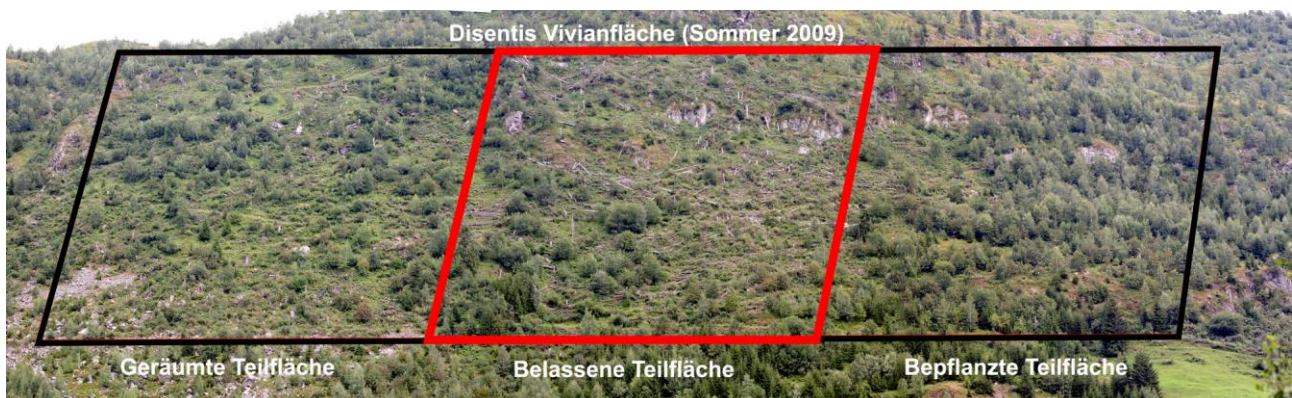 Disentis Vivianfläche (Sommer 2009)
Geräumte Teilfläche
Belassene Teilfläche
Bepflanzte Teilfläche